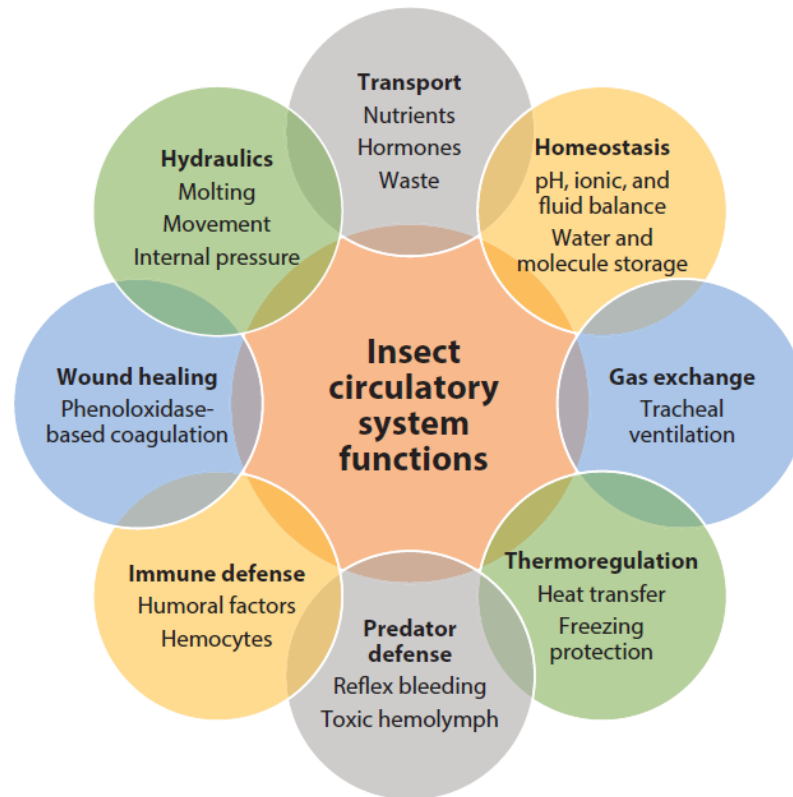 Transport
Nutrients
Hormones
Waste
Homeostasis
pH, ionic, and
fluid balance
Water and
molecule storage
Gas exchange
Tracheal
ventilation
Thermoregulation
Heat transfer
Freezing
protection
Predator
defense
Reflex bleeding
Toxic hemolymph
Immune defense
Humoral factors
Hemocytes
Wound healing
Phenoloxidase-
based coagulation
Hydraulics
Molting
Movement
Internal pressure
Insect
circulatory
system
functions